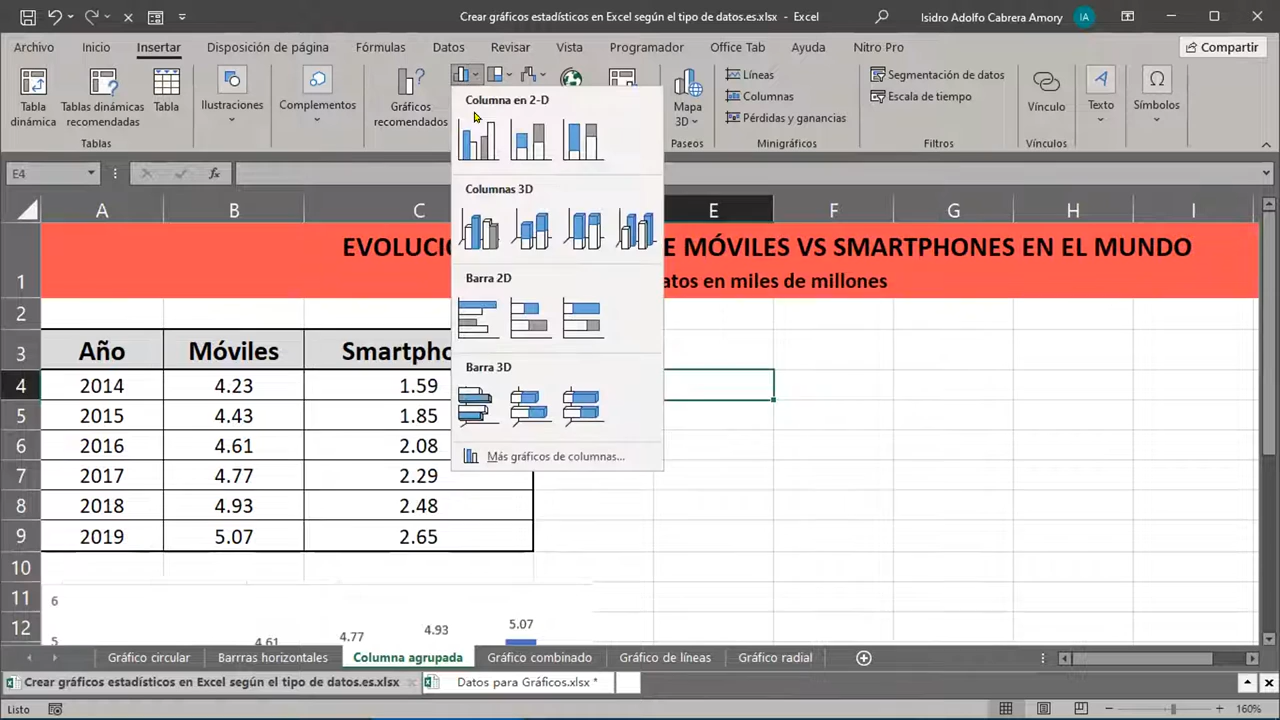 Crear gráficos estadísticos en Excel según el tipo de datos.es.xlsx - Excel
Isidro Adolfo Cabrera Amory
IA
Archivo Inicio Insertar Disposición de página Fórmulas Datos Revisar Vista Programador Office Tab Ayuda Nitro Pro Compartir
Tabla dinámica
Tablas dinámicas recomendados
Tabla
Tablas
Ilustraciones
Complementos
Gráficos recomendados
Mapa 3D
Paseos
Líneas
Columnas
Pérdidas y ganancias
Minigráficos
Segmentación de datos
Escala de tiempo
Filtros
Vínculo
Vínculos
Texto
Símbolos
Columna en 2-D
Columnas 3D
Barra 2D
Barra 3D
Más gráficos de columnas...
E4 fx
A B C E F G H I
1 EVOLUCIÓ E MÓVILES VS SMARTPHONES EN EL MUNDO
atos en miles de millones
2
3 Año Móviles Smartpho
4 2014 4.23 1.59
5 2015 4.43 1.85
6 2016 4.61 2.08
7 2017 4.77 2.29
8 2018 4.93 2.48
9 2019 5.07 2.65
10
11 6
12 5 4.61 4.77 4.93 5.07
Gráfico circular Barrras horizontales Columna agrupada Gráfico combinado Gráfico de líneas Gráfico radial
Crear gráficos estadísticos en Excel según el tipo de datos.es.xlsx Datos para Gráficos.xlsx *
Listo 160%